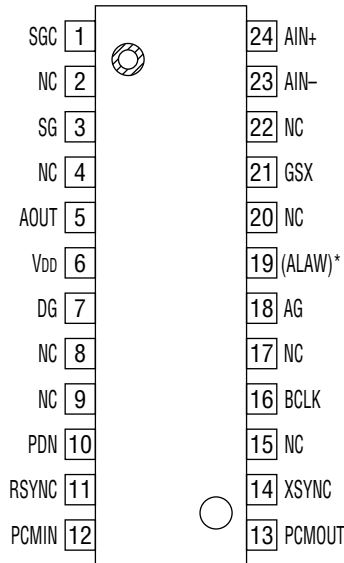 SGC 1 24 AIN+
NC 2 23 AIN–
SG 3 22 NC
NC 4 21 GSX
AOUT 5 20 NC
VDD 6 19 (ALAW)*
DG 7 18 AG
NC 8 17 NC
NC 9 16 BCLK
PDN 10 15 NC
RSYNC 11 14 XSYNC
PCMIN 12 13 PCMOUT